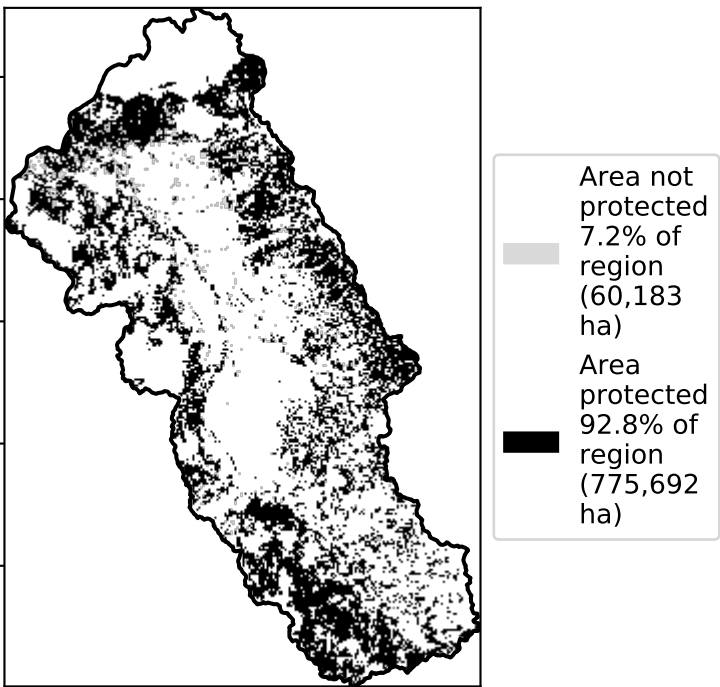 Area not
protected
7.2% of
region
(60,183
ha)
Area
protected
92.8% of
region
(775,692
ha)